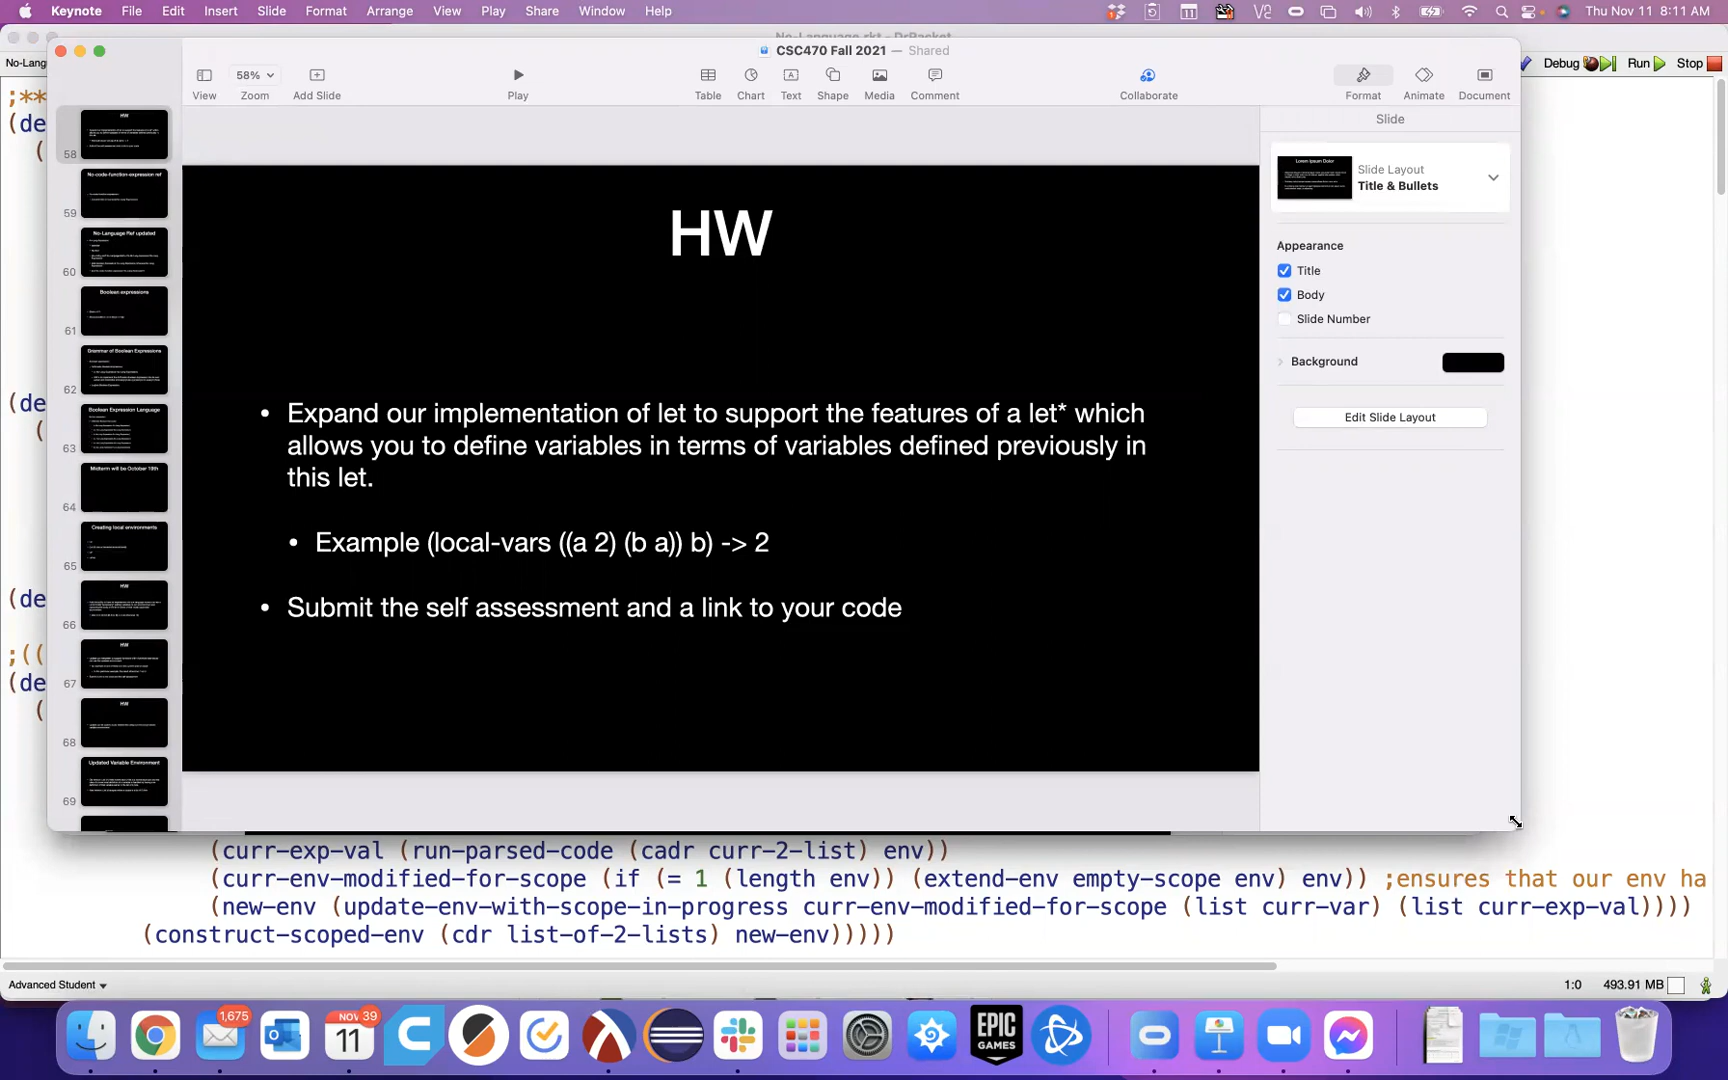 Keynote File Edit Insert Slide Format Arrange View Play Share Window Help
Thu Nov 11 8:11 AM
No-Language.rkt - DrRacket
CSC470 Fall 2021 — Shared
No-Lang
Debug Run Stop
58%
View Zoom Add Slide Play Table Chart Text Shape Media Comment Collaborate Format Animate Document
Slide
Slide Layout
Title & Bullets
Appearance
Title
Body
Slide Number
Background
Edit Slide Layout
HW
• Expand our implementation of let to support the features of a let* which
allows you to define variables in terms of variables defined previously in
this let.
• Example (local-vars ((a 2) (b a)) b) -> 2
• Submit the self assessment and a link to your code
58 HW
59 No-code-function-expression ref
60 No-Language Ref updated
61 Boolean expressions
62 Grammar of Boolean Expressions
63 Boolean Expression Language
64 Midterm will be October 19th
65 Creating local environments
66 HW
67 HW
68 HW
69 Updated Variable Environment
;**
(de
(
(de
(
(de
;((
(de
(
(curr-exp-val (run-parsed-code (cadr curr-2-list) env))
(curr-env-modified-for-scope (if (= 1 (length env)) (extend-env empty-scope env) env)) ;ensures that our env ha
(new-env (update-env-with-scope-in-progress curr-env-modified-for-scope (list curr-var) (list curr-exp-val))))
(construct-scoped-env (cdr list-of-2-lists) new-env)))))
Advanced Student
1:0 493.91 MB
1,675
NOV 39
11
EPIC
GAMES